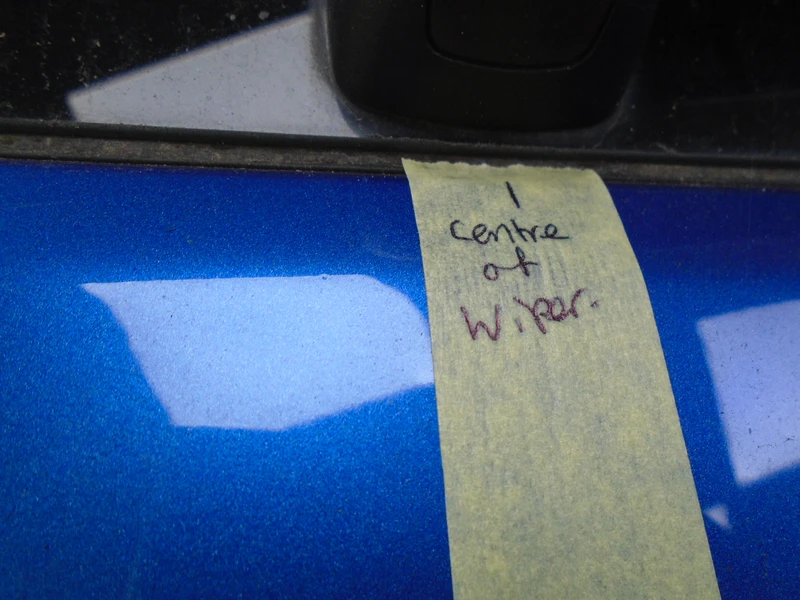 centre
of
Wiper.